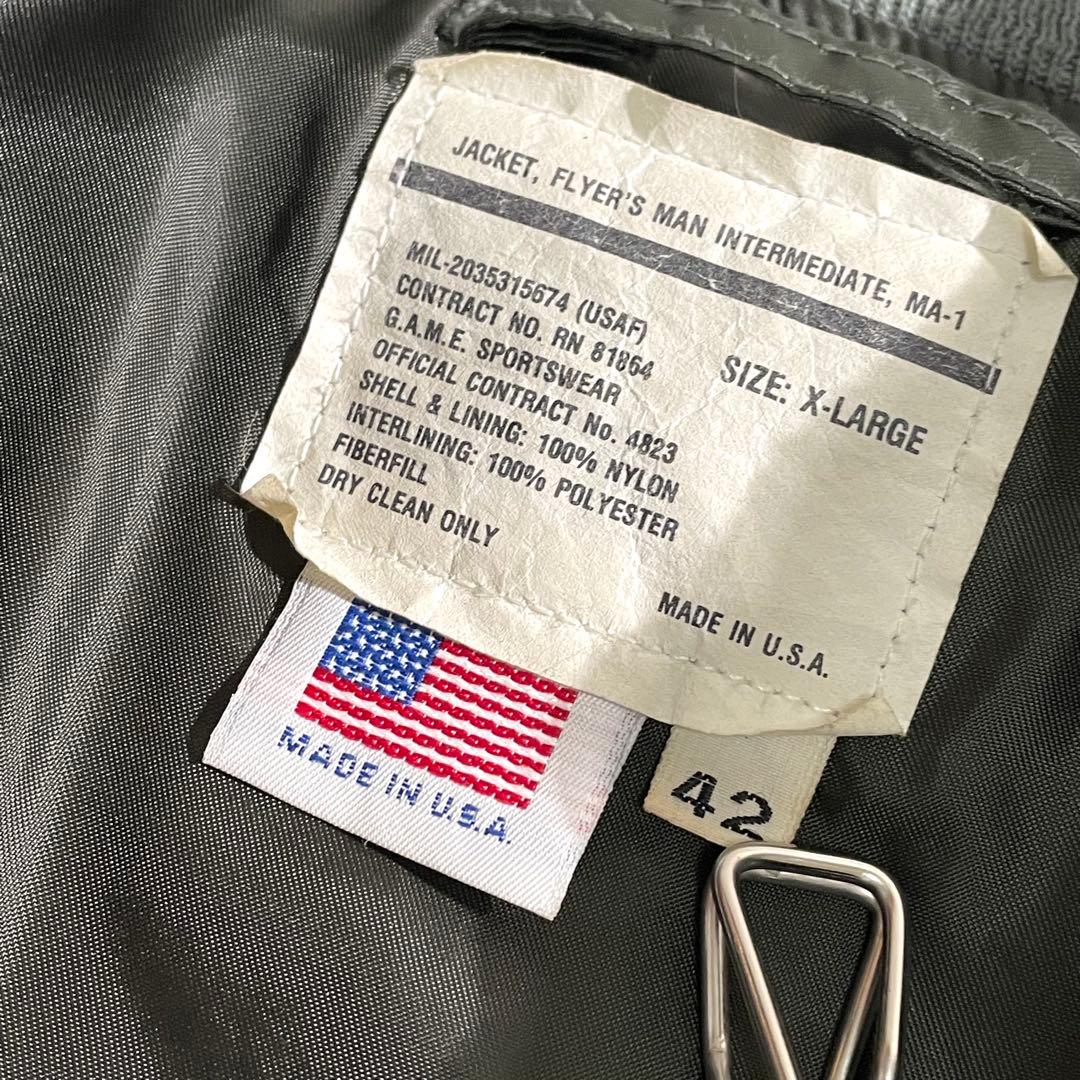 JACKET, FLYER'S MAN INTERMEDIATE, MA-1
MIL-2035315674 (USAF)
CONTRACT NO. RN 81864
G.A.M.E. SPORTSWEAR
OFFICIAL CONTRACT No. 4823
SHELL & LINING: 100% NYLON
INTERLINING: 100% POLYESTER
FIBERFILL
DRY CLEAN ONLY
SIZE: X-LARGE
MADE IN U.S.A.
MADE IN U.S.A.
42